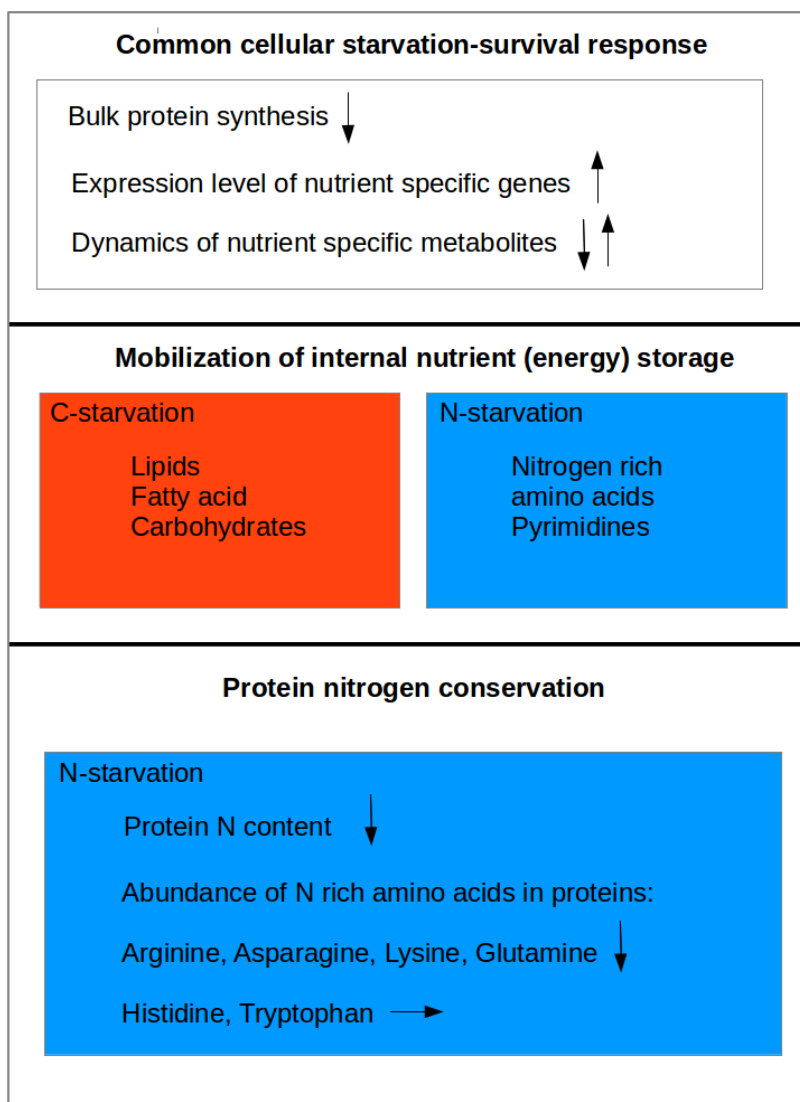 Common cellular starvation-survival response
Bulk protein synthesis
Expression level of nutrient specific genes
Dynamics of nutrient specific metabolites
Mobilization of internal nutrient (energy) storage
C-starvation
Lipids
Fatty acid
Carbohydrates
N-starvation
Nitrogen rich
amino acids
Pyrimidines
Protein nitrogen conservation
N-starvation
Protein N content
Abundance of N rich amino acids in proteins:
Arginine, Asparagine, Lysine, Glutamine
Histidine, Tryptophan